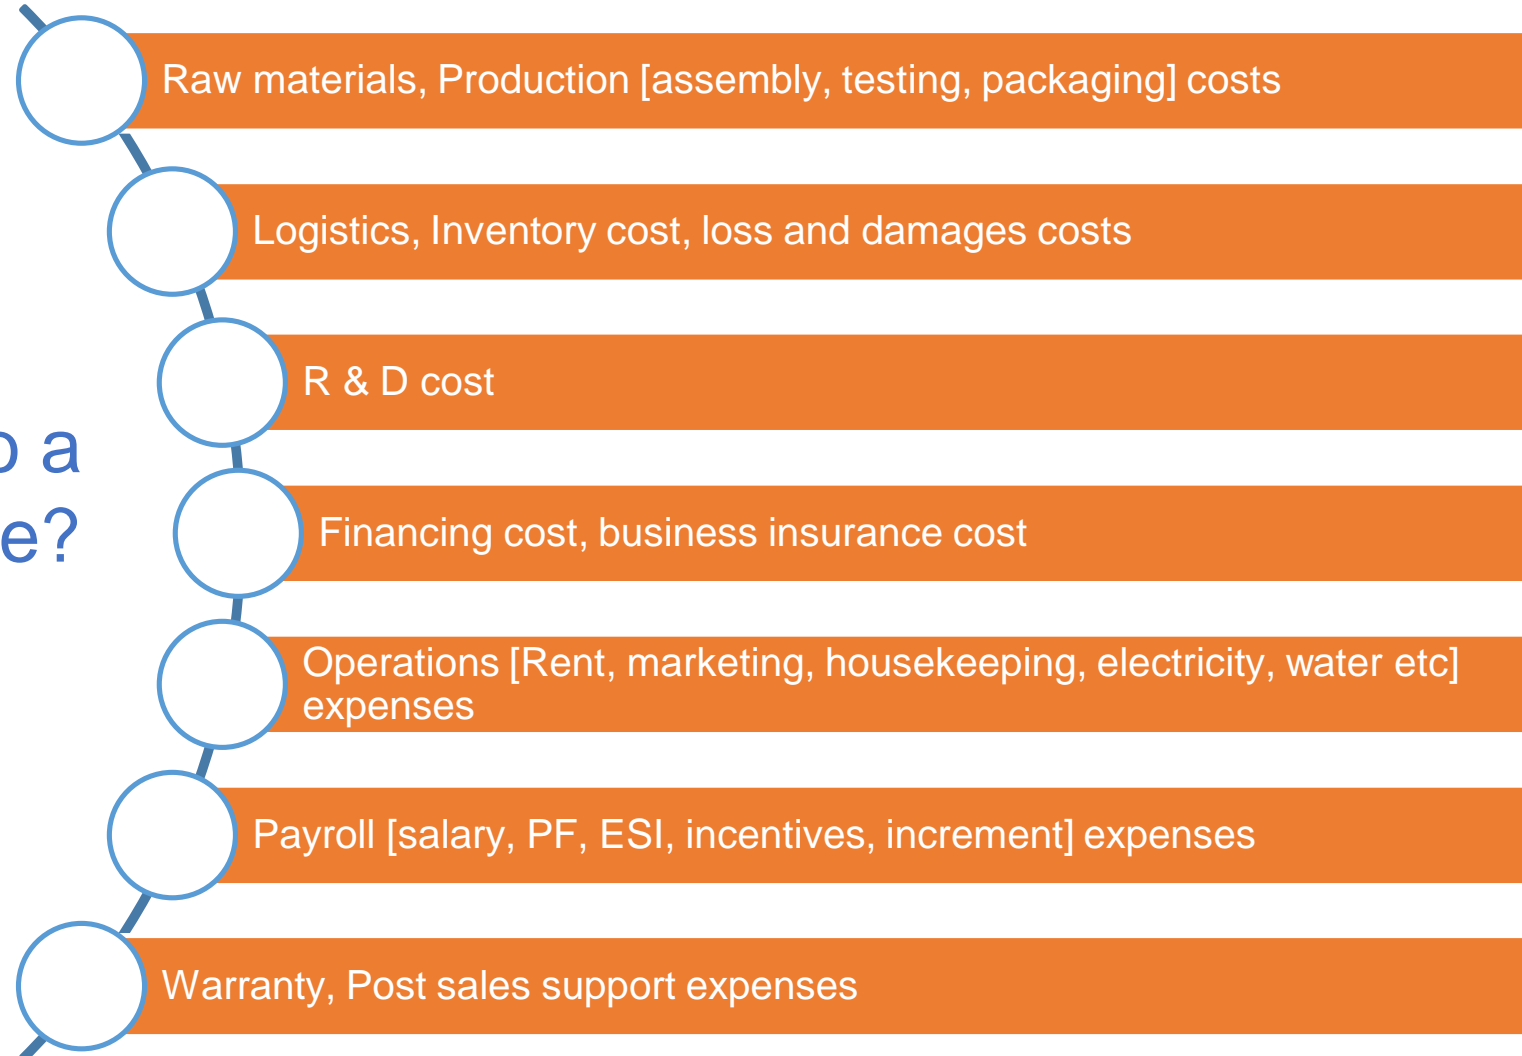 Raw materials, Production [assembly, testing, packaging] costs
Logistics, Inventory cost, loss and damages costs
R & D cost
a
Financing cost, business insurance cost
Operations [Rent, marketing, housekeeping, electricity, water etc]
expenses
Payroll [salary, PF, ESI, incentives, increment] expenses
Warranty, Post sales support expenses